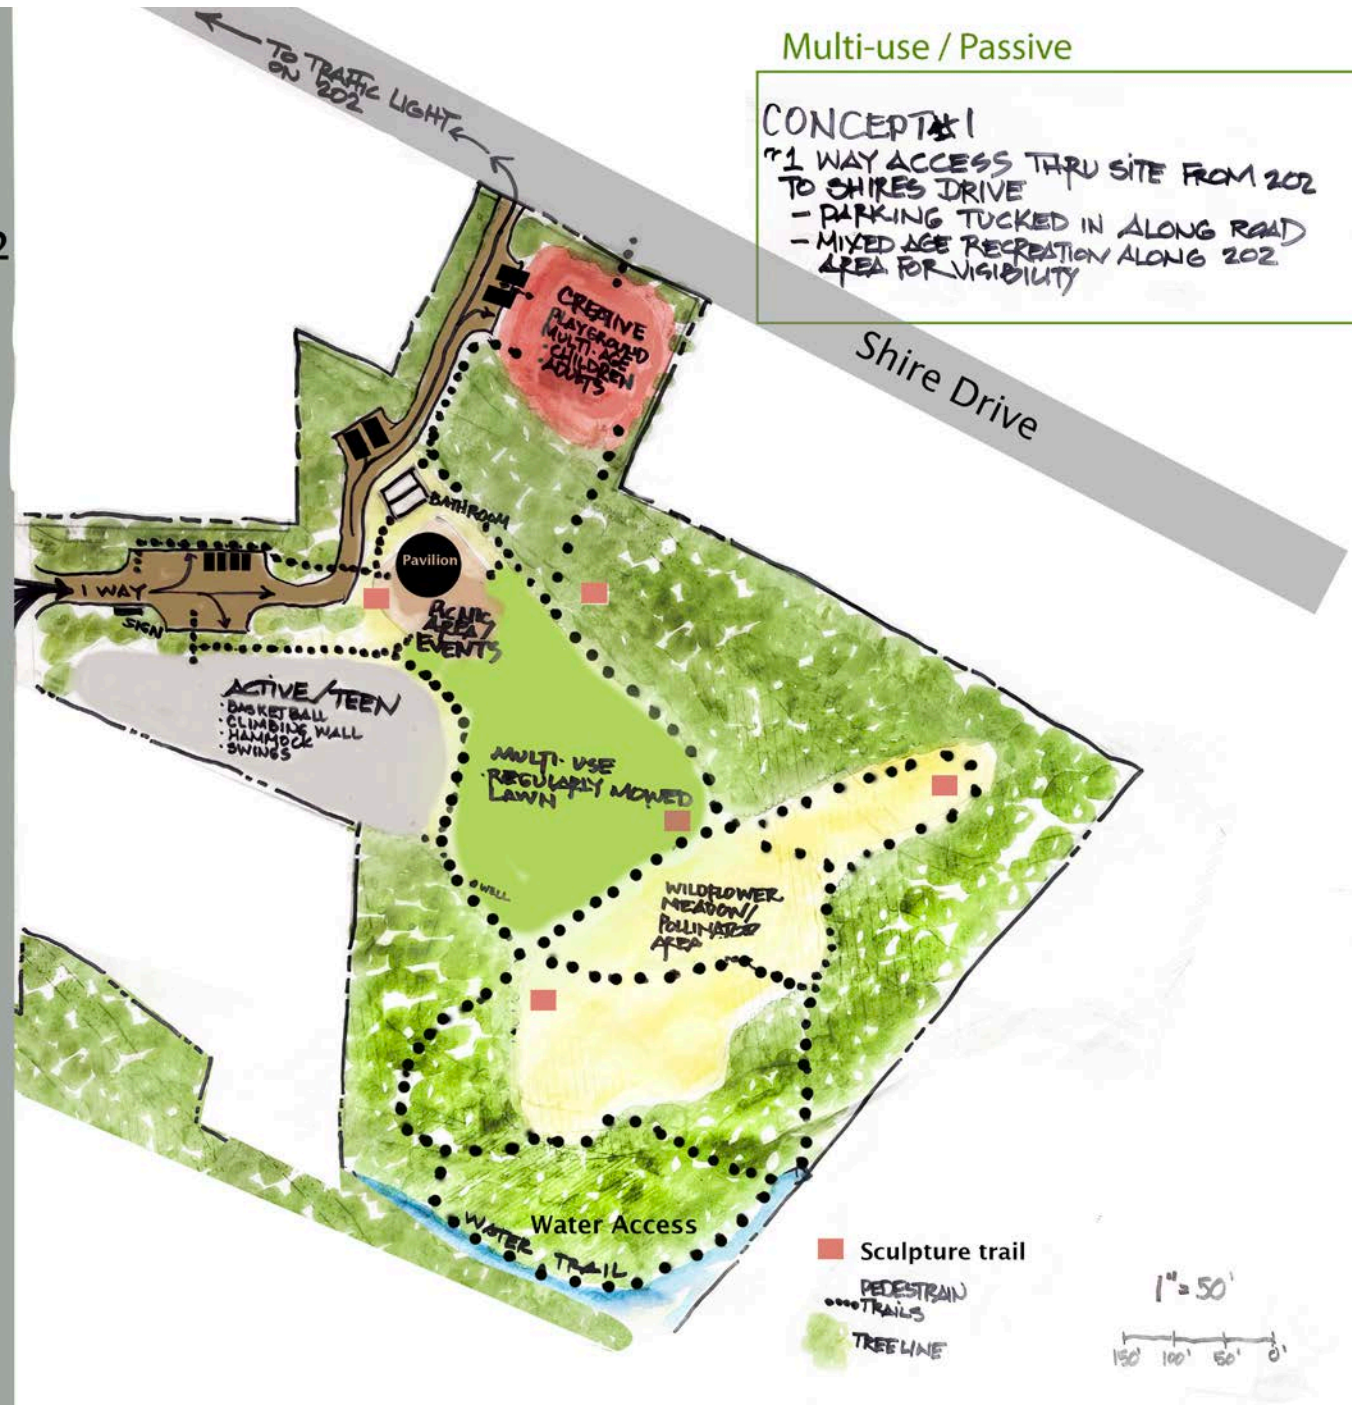 Multi-use / Passive
CONCEPT #1
~1 WAY ACCESS THRU SITE FROM 202
TO SHIRES DRIVE
- PARKING TUCKED IN ALONG ROAD
- MIXED AGE RECREATION ALONG 202
AREA FOR VISIBILITY
TO TRAFFIC LIGHT
ON 202
2
Shire Drive
CREATIVE
PLAYGROUND
MULTI-AGED
· CHILDREN
· ADULTS
BATHROOM
Pavilion
1 WAY
SIGN
PICNIC
AREA/
EVENTS
ACTIVE/TEEN
· BASKETBALL
· CLIMBING WALL
· HAMMOCK
· SWINGS
MULTI-USE
· REGULARLY MOWED
LAWN
WELL
WILDFLOWER
MEADOW/
POLLINATOR
AREA
Water Access
WATER TRAIL
Sculpture trail
PEDESTRAIN
TRAILS
TREELINE
1" = 50'
150' 100' 50' 0'